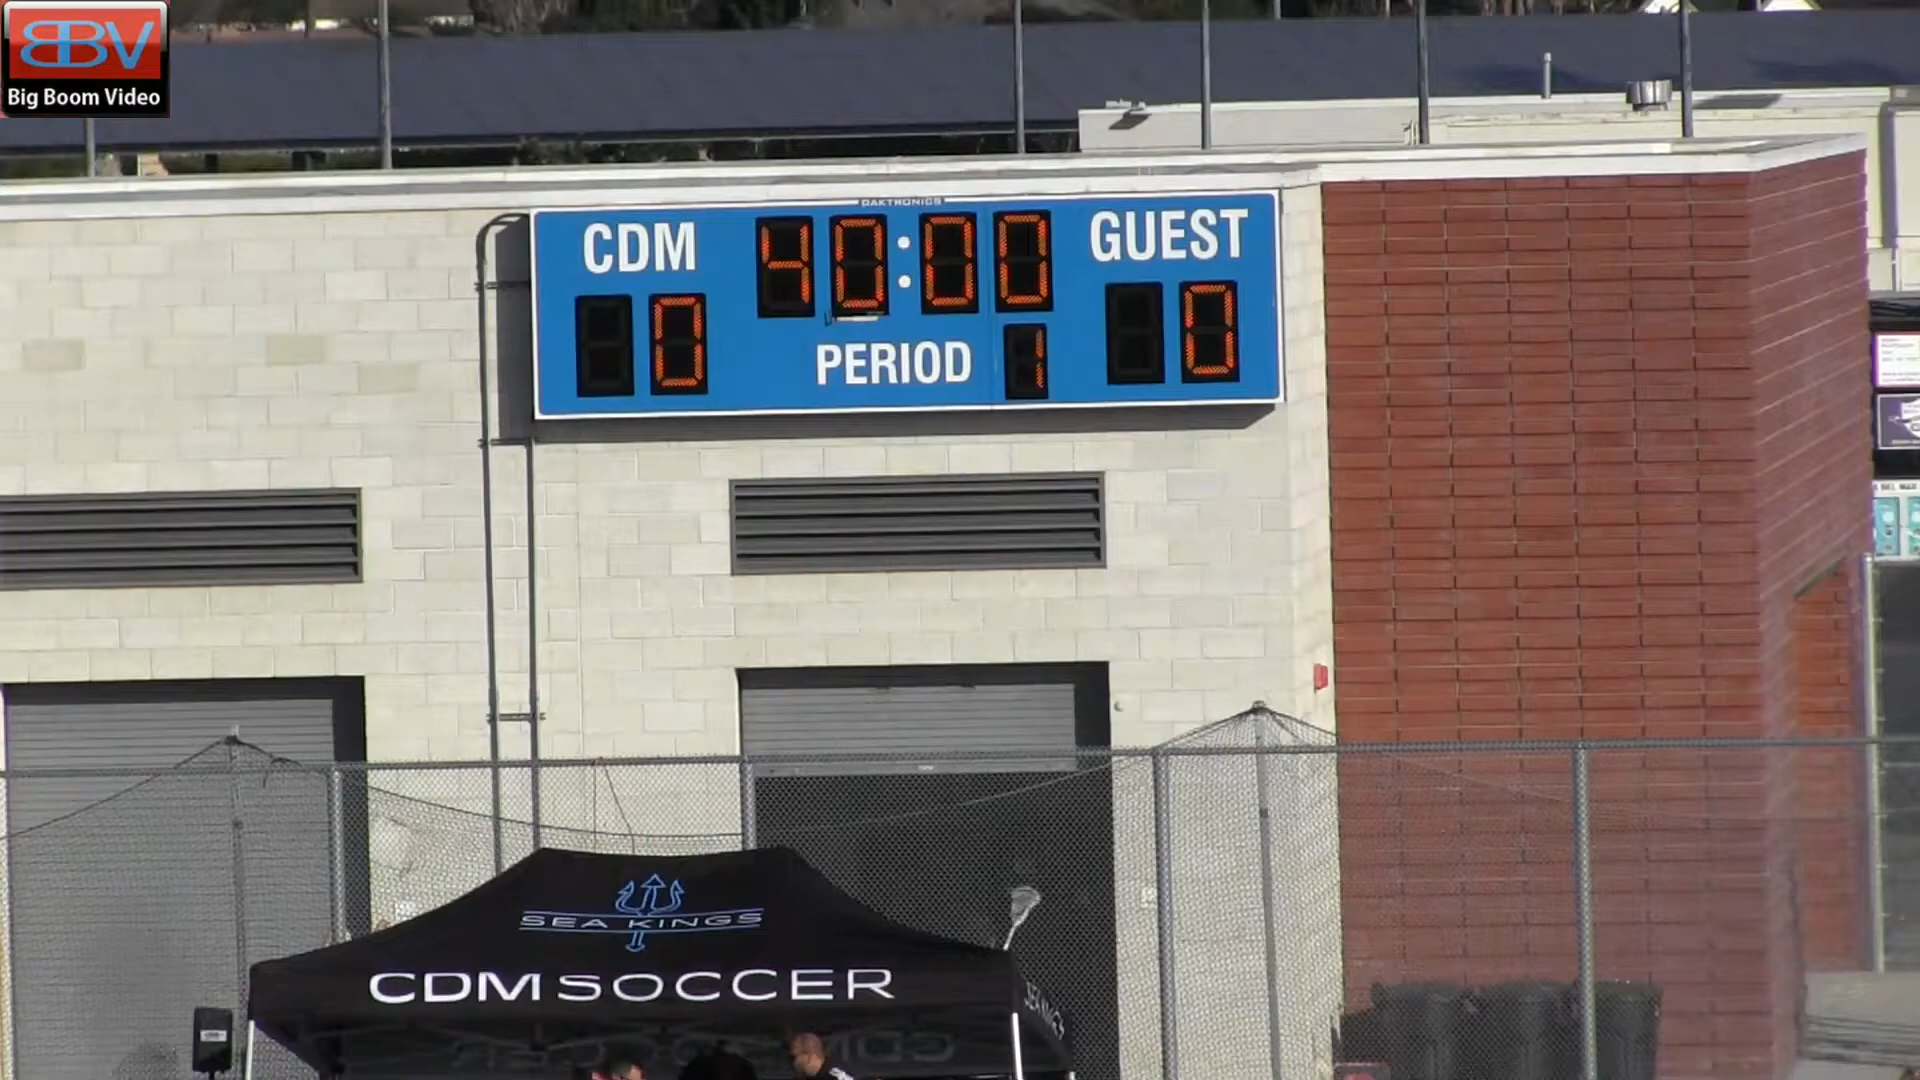 BBV
Big Boom Video
DAKTRONICS
CDM 40:00 GUEST
0 PERIOD 1 0
SEA KINGS
CDM SOCCER